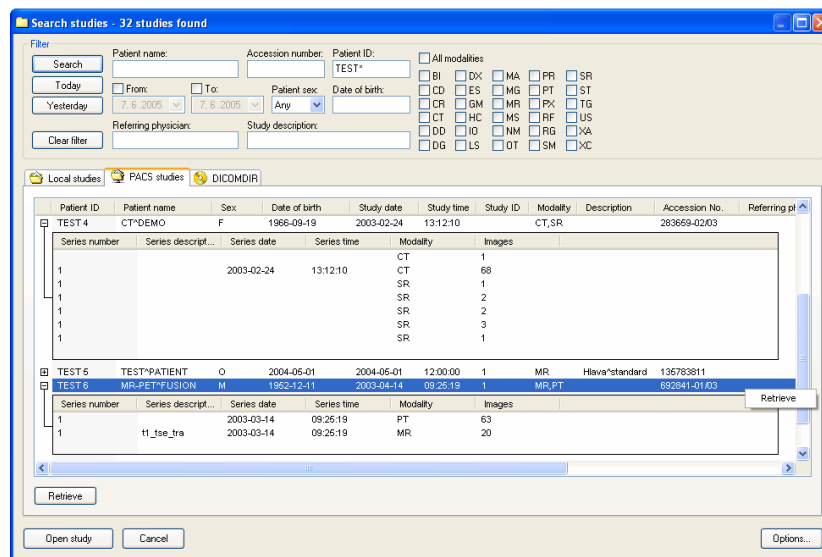 Search studies - 32 studies found
Filter
Patient name: Accession number: Patient ID:
Search TEST* All modalities
Today From: To: Patient sex: Date of birth:
BI DX MA PR SR
CD ES MG PT ST
Yesterday 7. 6. 2005 7. 6. 2005 Any
CR GM MR PX TG
CT HC MS RF US
Referring physician: Study description:
DD IO NM RG XA
Clear filter
DG LS OT SM XC
Local studies PACS studies DICOMDIR
Patient ID Patient name Sex Date of birth Study date Study time Study ID Modality Description Accession No. Referring pl
TEST 4 CT^DEMO F 1966-09-19 2003-02-24 13:12:10 CT,SR 283659-02/03
Series number Series descript... Series date Series time Modality Images
CT 1
1 2003-02-24 13:12:10 CT 68
1 SR 1
1 SR 2
1 SR 2
1 SR 3
1 SR 1
TEST 5 TEST^PATIENT O 2004-05-01 2004-05-01 12:00:00 1 MR Hlava^standard 135783811
TEST 6 MR-PET^FUSION M 1952-12-11 2003-04-14 09:25:19 1 MR,PT 692841-01/03
Retrieve
Series number Series descript... Series date Series time Modality Images
1 2003-03-14 09:25:19 PT 63
1 t1_tse_tra 2003-03-14 09:25:19 MR 20
Retrieve
Open study Cancel Options...